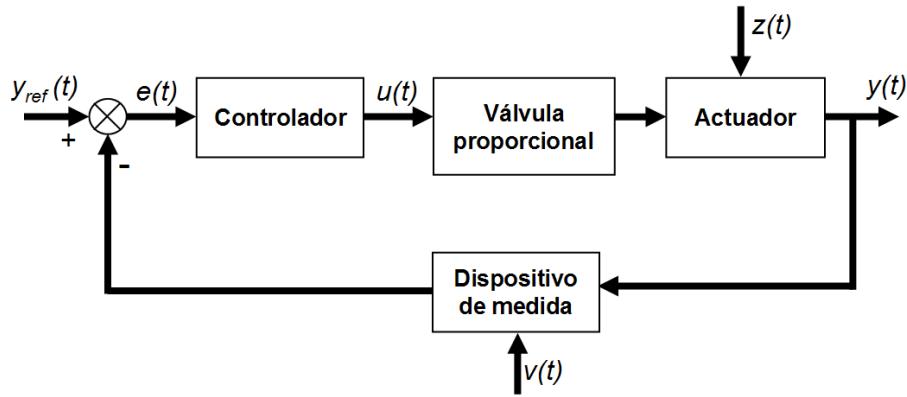 z(t)
y_ref (t)
e(t)
u(t)
y(t)
Controlador
Válvula
proporcional
Actuador
+
-
Dispositivo
de medida
v(t)